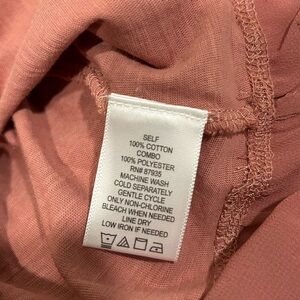 SELF
100% COTTON
COMBO
100% POLYESTER
RN# 87935
MACHINE WASH
COLD SEPARATELY
GENTLE CYCLE
ONLY NON-CHLORINE
BLEACH WHEN NEEDED
LINE DRY
LOW IRON IF NEEDED